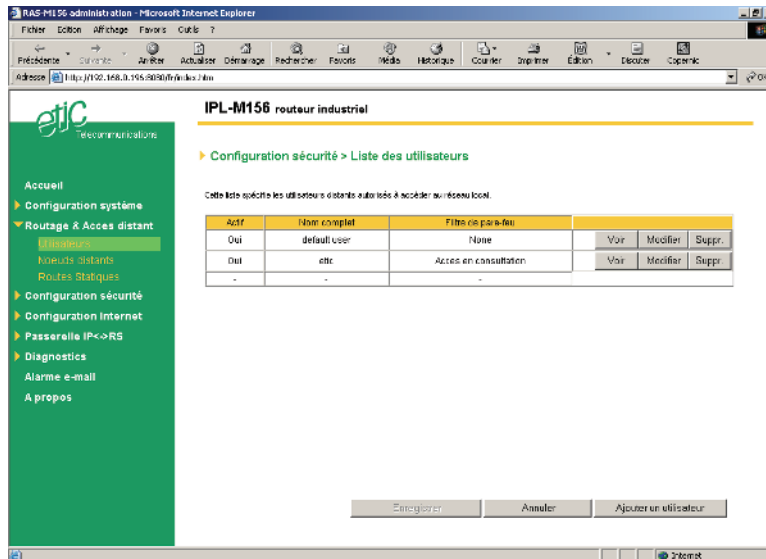 RAS-M156 administration - Microsoft Internet Explorer
Fichier Edition Affichage Favoris Outils ?
Précédente Suivante Arrêter Actualiser Démarrage Rechercher Favoris Média Historique Courrier Imprimer Edition Discuter Copernic
Adresse http://192.168.0.195:8080/fr/index.htm
etic
Telecommunications
IPL-M156 routeur industriel
Configuration sécurité > Liste des utilisateurs
Cette liste spécifie les utilisateurs distants autorisés à accéder au réseau local.
Accueil
Configuration système
Routage & Acces distant
Utilisateurs
Noeuds distants
Routes Statiques
Configuration sécurité
Configuration Internet
Passerelle IP<->RS
Diagnostics
Alarme e-mail
A propos
Actif Nom complet Filtre de pare-feu
Oui default user None Voir Modifier Suppr.
Oui etic Acces en consultation Voir Modifier Suppr.
- - -
Enregistrer Annuler Ajouter un utilisateur
Internet